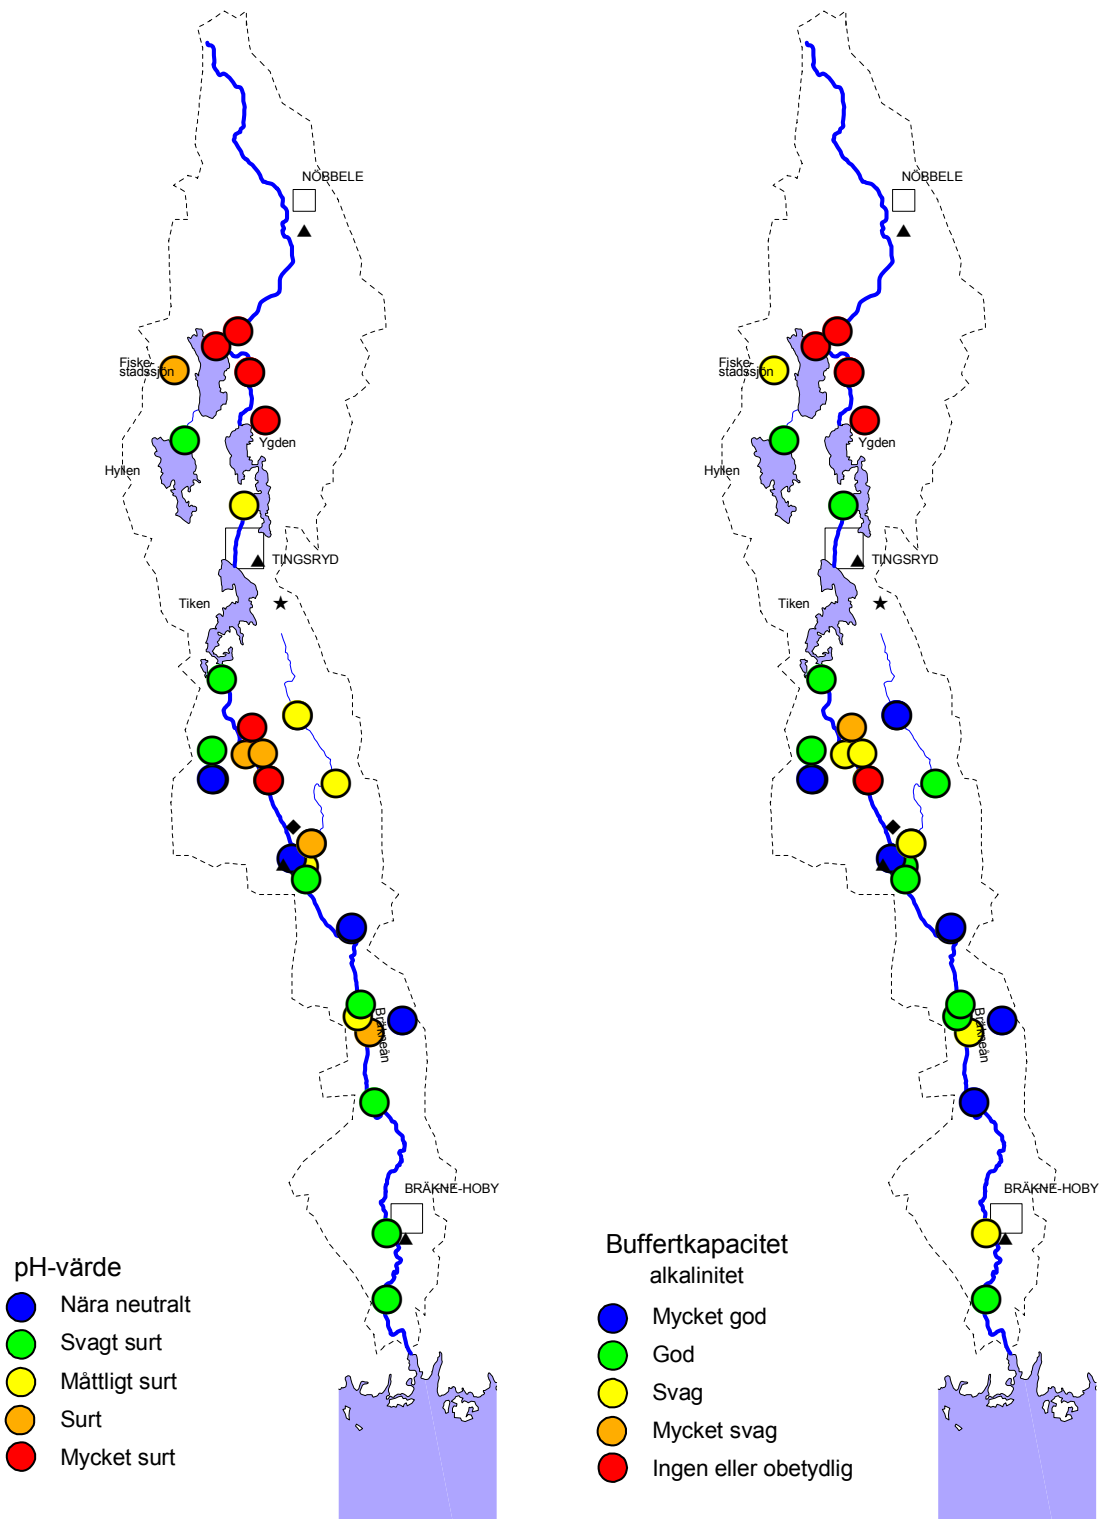 NÖBBELE
Fiske-
stadssjön
Ygden
Hyllen
TINGSRYD
Tiken
Bräkneån
BRÄKNE-HOBY
pH-värde
Nära neutralt
Svagt surt
Måttligt surt
Surt
Mycket surt
NÖBBELE
Fiske-
stadssjön
Ygden
Hyllen
TINGSRYD
Tiken
Bräkneån
BRÄKNE-HOBY
Buffertkapacitet
alkalinitet
Mycket god
God
Svag
Mycket svag
Ingen eller obetydlig